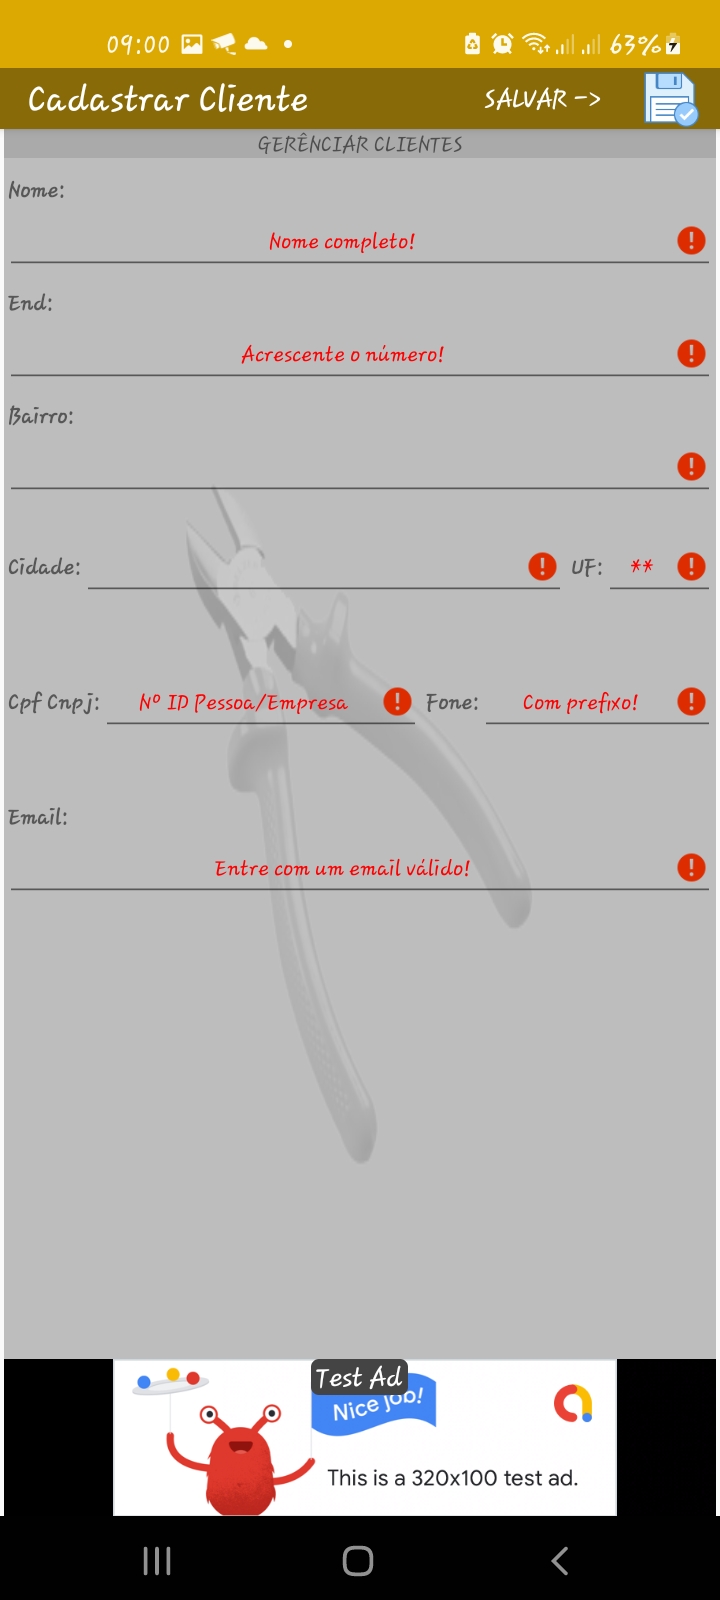 09:00 63%
Cadastrar Cliente SALVAR ->
GERÊNCIAR CLIENTES
Nome:
Nome completo!
End:
Acrescente o número!
Bairro:
Cidade: UF: **
Cpf Cnpj: Nº ID Pessoa/Empresa Fone: Com prefixo!
Email:
Entre com um email válido!
Test Ad
Nice job!
This is a 320x100 test ad.